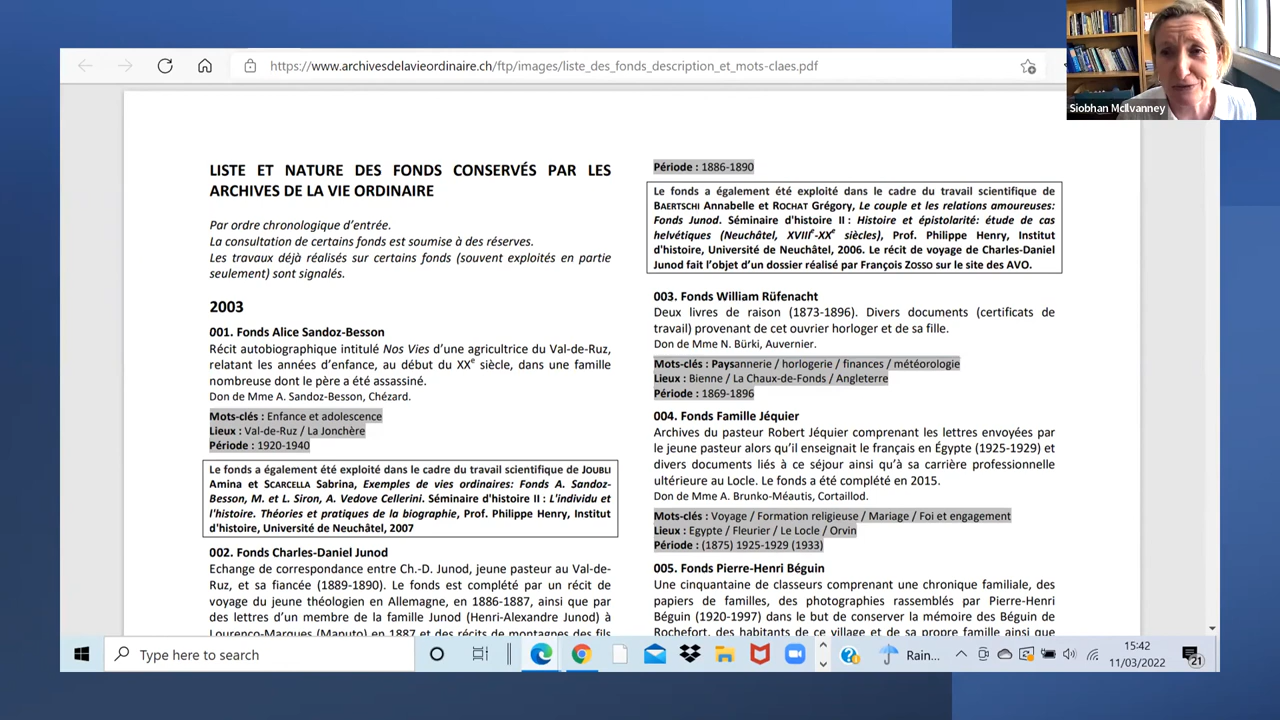 https://www.archivesdelavieordinaire.ch/ftp/images/liste_des_fonds_description_et_mots-claes.pdf
Siobhan McIlvanney
LISTE ET NATURE DES FONDS CONSERVÉS PAR LES
ARCHIVES DE LA VIE ORDINAIRE
Par ordre chronologique d’entrée.
La consultation de certains fonds est soumise à des réserves.
Les travaux déjà réalisés sur certains fonds (souvent exploités en partie
seulement) sont signalés.
2003
001. Fonds Alice Sandoz-Besson
Récit autobiographique intitulé Nos Vies d’une agricultrice du Val-de-Ruz,
relatant les années d’enfance, au début du XXe siècle, dans une famille
nombreuse dont le père a été assassiné.
Don de Mme A. Sandoz-Besson, Chézard.
Mots-clés : Enfance et adolescence
Lieux : Val-de-Ruz / La Jonchère
Période : 1920-1940
Le fonds a également été exploité dans le cadre du travail scientifique de JOUBLI
Amina et SCARCELLA Sabrina, Exemples de vies ordinaires: Fonds A. Sandoz-
Besson, M. et L. Siron, A. Vedove Cellerini. Séminaire d'histoire II : L'individu et
l'histoire. Théories et pratiques de la biographie, Prof. Philippe Henry, Institut
d'histoire, Université de Neuchâtel, 2007
002. Fonds Charles-Daniel Junod
Echange de correspondance entre Ch.-D. Junod, jeune pasteur au Val-de-
Ruz, et sa fiancée (1889-1890). Le fonds est complété par un récit de
voyage du jeune théologien en Allemagne, en 1886-1887, ainsi que par
des lettres d’un membre de la famille Junod (Henri-Alexandre Junod) à
Lourenço-Marques (Maputo) en 1887 et des récits de montagnes des fils
Période : 1886-1890
Le fonds a également été exploité dans le cadre du travail scientifique de
BAERTSCHI Annabelle et ROCHAT Grégory, Le couple et les relations amoureuses:
Fonds Junod. Séminaire d'histoire II : Histoire et épistolarité: étude de cas
helvétiques (Neuchâtel, XVIIIe-XXe siècles), Prof. Philippe Henry, Institut
d'histoire, Université de Neuchâtel, 2006. Le récit de voyage de Charles-Daniel
Junod fait l’objet d’un dossier réalisé par François Zosso sur le site des AVO.
003. Fonds William Rüfenacht
Deux livres de raison (1873-1896). Divers documents (certificats de
travail) provenant de cet ouvrier horloger et de sa fille.
Don de Mme N. Bürki, Auvernier.
Mots-clés : Paysannerie / horlogerie / finances / météorologie
Lieux : Bienne / La Chaux-de-Fonds / Angleterre
Période : 1869-1896
004. Fonds Famille Jéquier
Archives du pasteur Robert Jéquier comprenant les lettres envoyées par
le jeune pasteur alors qu’il enseignait le français en Égypte (1925-1929) et
divers documents liés à ce séjour ainsi qu’à sa carrière professionnelle
ultérieure au Locle. Le fonds a été complété en 2015.
Don de Mme A. Brunko-Méautis, Cortaillod.
Mots-clés : Voyage / Formation religieuse / Mariage / Foi et engagement
Lieux : Egypte / Fleurier / Le Locle / Orvin
Période : (1875) 1925-1929 (1933)
005. Fonds Pierre-Henri Béguin
Une cinquantaine de classeurs comprenant une chronique familiale, des
papiers de familles, des photographies rassemblés par Pierre-Henri
Béguin (1920-1997) dans le but de conserver la mémoire des Béguin de
Rochefort, des habitants de ce village et de sa propre famille ainsi que
Type here to search
Rain...
15:42
11/03/2022
21